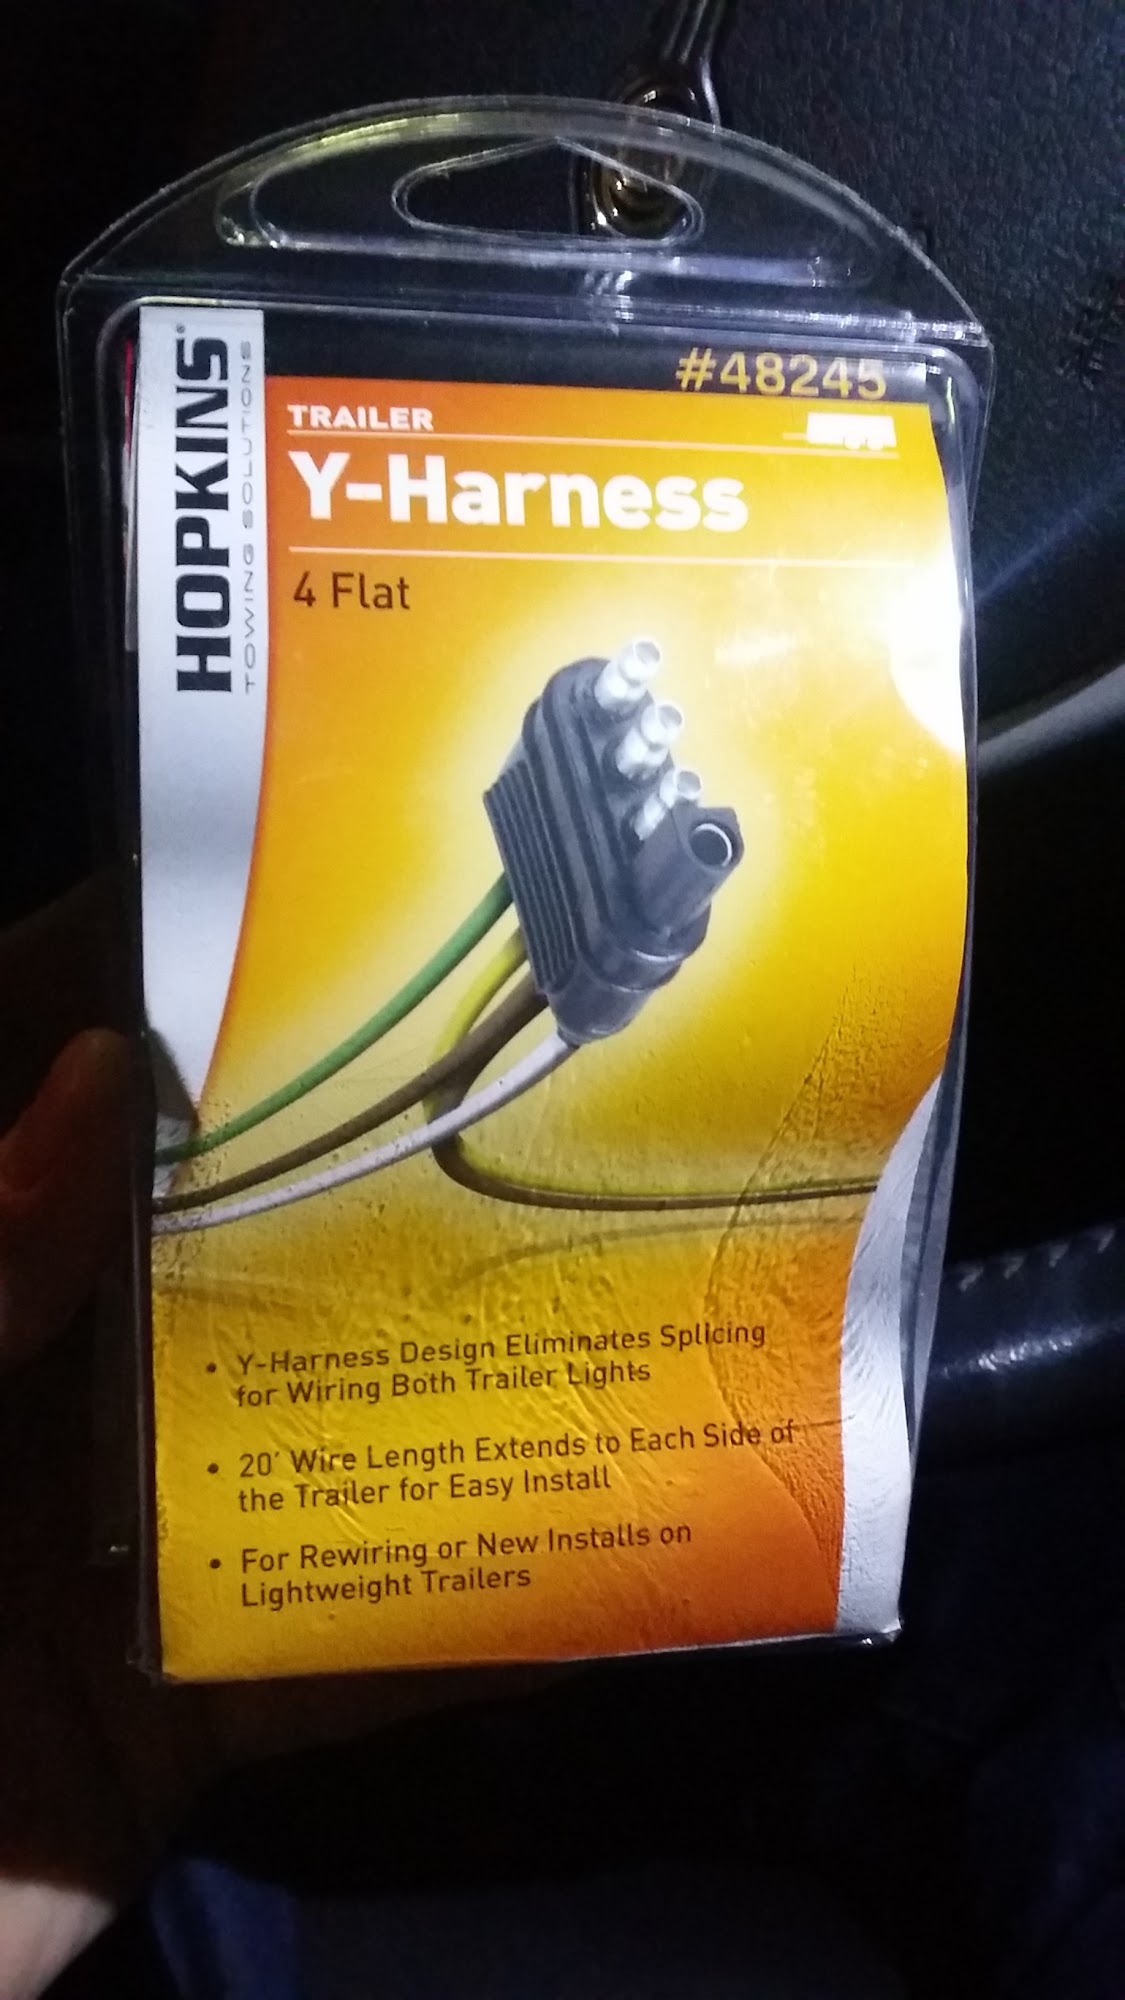 #48245
HOPKINS®
TOWING SOLUTIONS
TRAILER
Y-Harness
4 Flat
• Y-Harness Design Eliminates Splicing
for Wiring Both Trailer Lights
• 20' Wire Length Extends to Each Side of
the Trailer for Easy Install
• For Rewiring or New Installs on
Lightweight Trailers